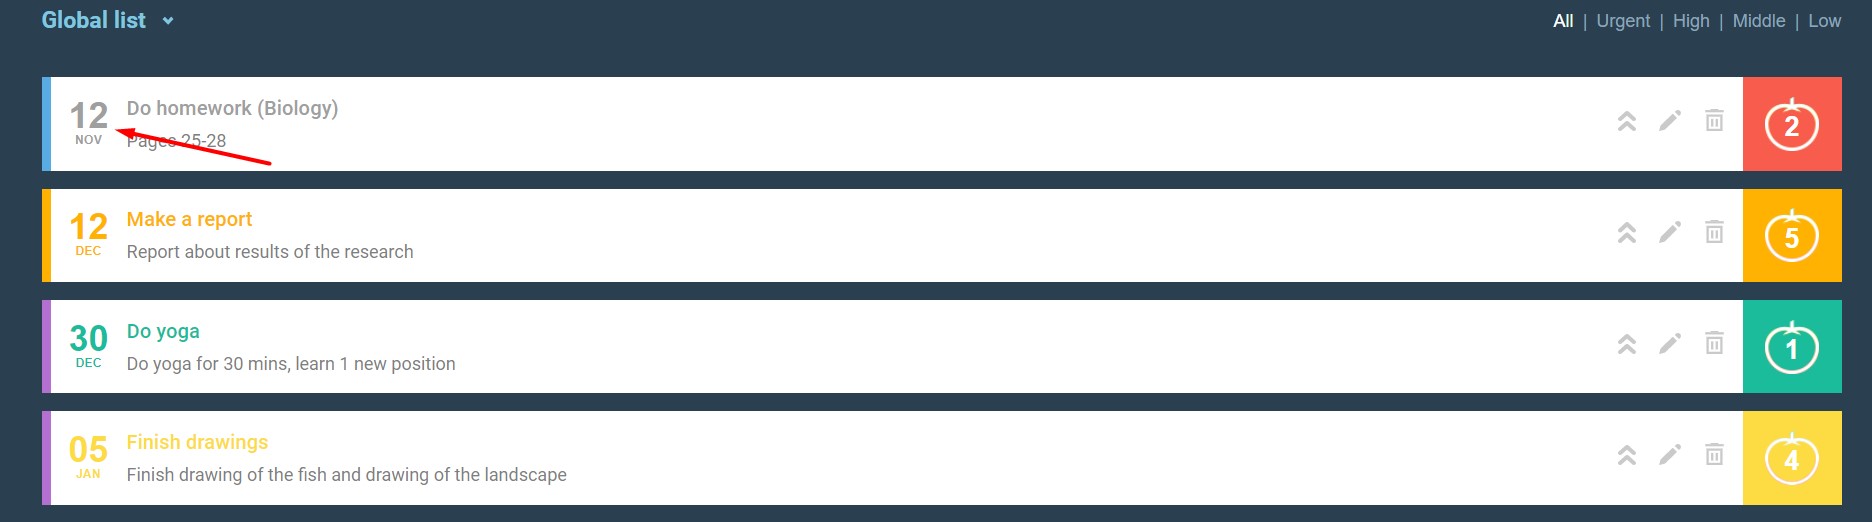 Global list
All | Urgent | High | Middle | Low
12
NOV
Do homework (Biology)
Pages 25-28
2
12
DEC
Make a report
Report about results of the research
5
30
DEC
Do yoga
Do yoga for 30 mins, learn 1 new position
1
05
JAN
Finish drawings
Finish drawing of the fish and drawing of the landscape
4